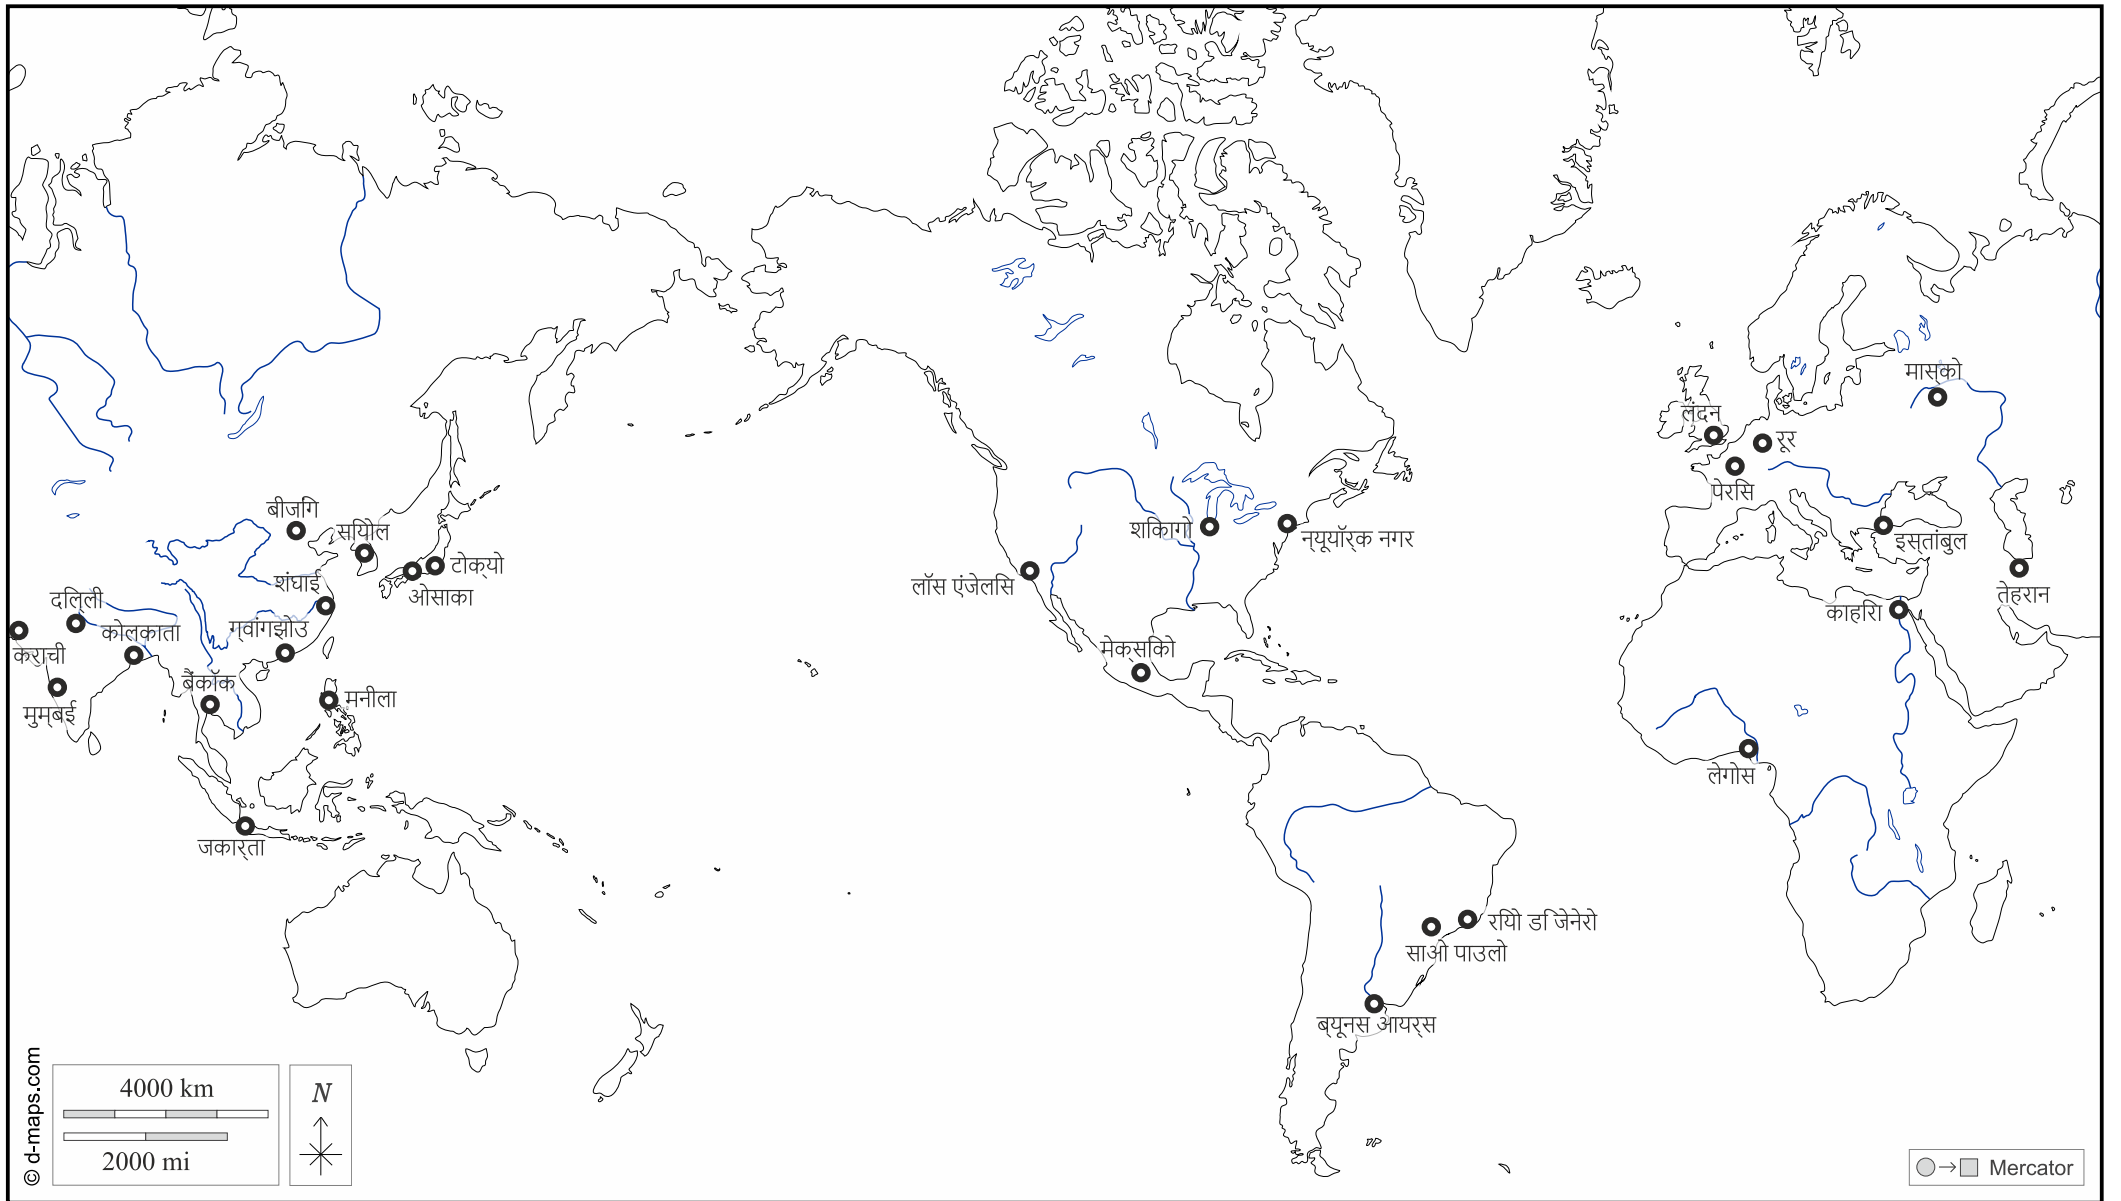 मास्को
लंदन
रूर
पेरिस
बीजिंग
सियोल
शिकागो
न्यूयॉर्क नगर
इस्तांबुल
टोक्यो
शंघाई
लॉस एंजेलिस
ओसाका
तेहरान
दिल्ली
काहिरा
कोलकाता
ग्वांगझोउ
कराची
मेक्सिको
बैंकॉक
मनीला
मुम्बई
लेगोस
जकार्ता
रियो डि जेनेरो
साओ पाउलो
ब्यूनस आयर्स
© d-maps.com
4000 km
2000 mi
N
Mercator